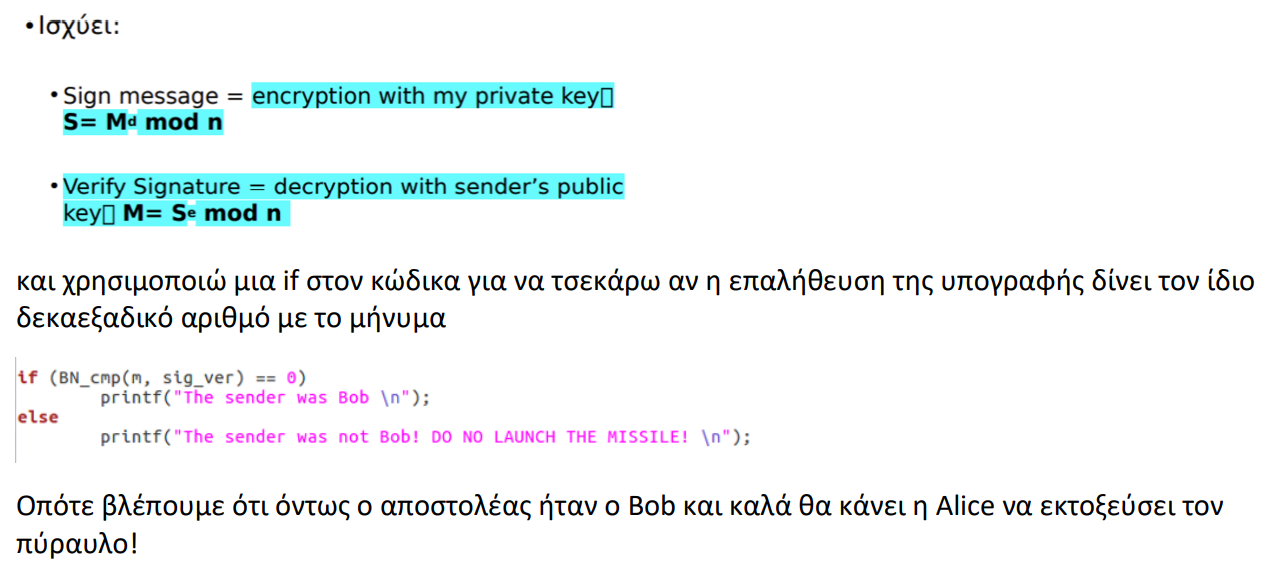 •Ισχύει:
•Sign message = encryption with my private key▯
S= Mᵈ mod n
•Verify Signature = decryption with sender’s public
key▯ M= Sᵉ mod n
και χρησιμοποιώ μια if στον κώδικα για να τσεκάρω αν η επαλήθευση της υπογραφής δίνει τον ίδιο
δεκαεξαδικό αριθμό με το μήνυμα
if (BN_cmp(m, sig_ver) == 0)
printf("The sender was Bob \n");
else
printf("The sender was not Bob! DO NO LAUNCH THE MISSILE! \n");
Οπότε βλέπουμε ότι όντως ο αποστολέας ήταν ο Bob και καλά θα κάνει η Alice να εκτοξεύσει τον
πύραυλο!